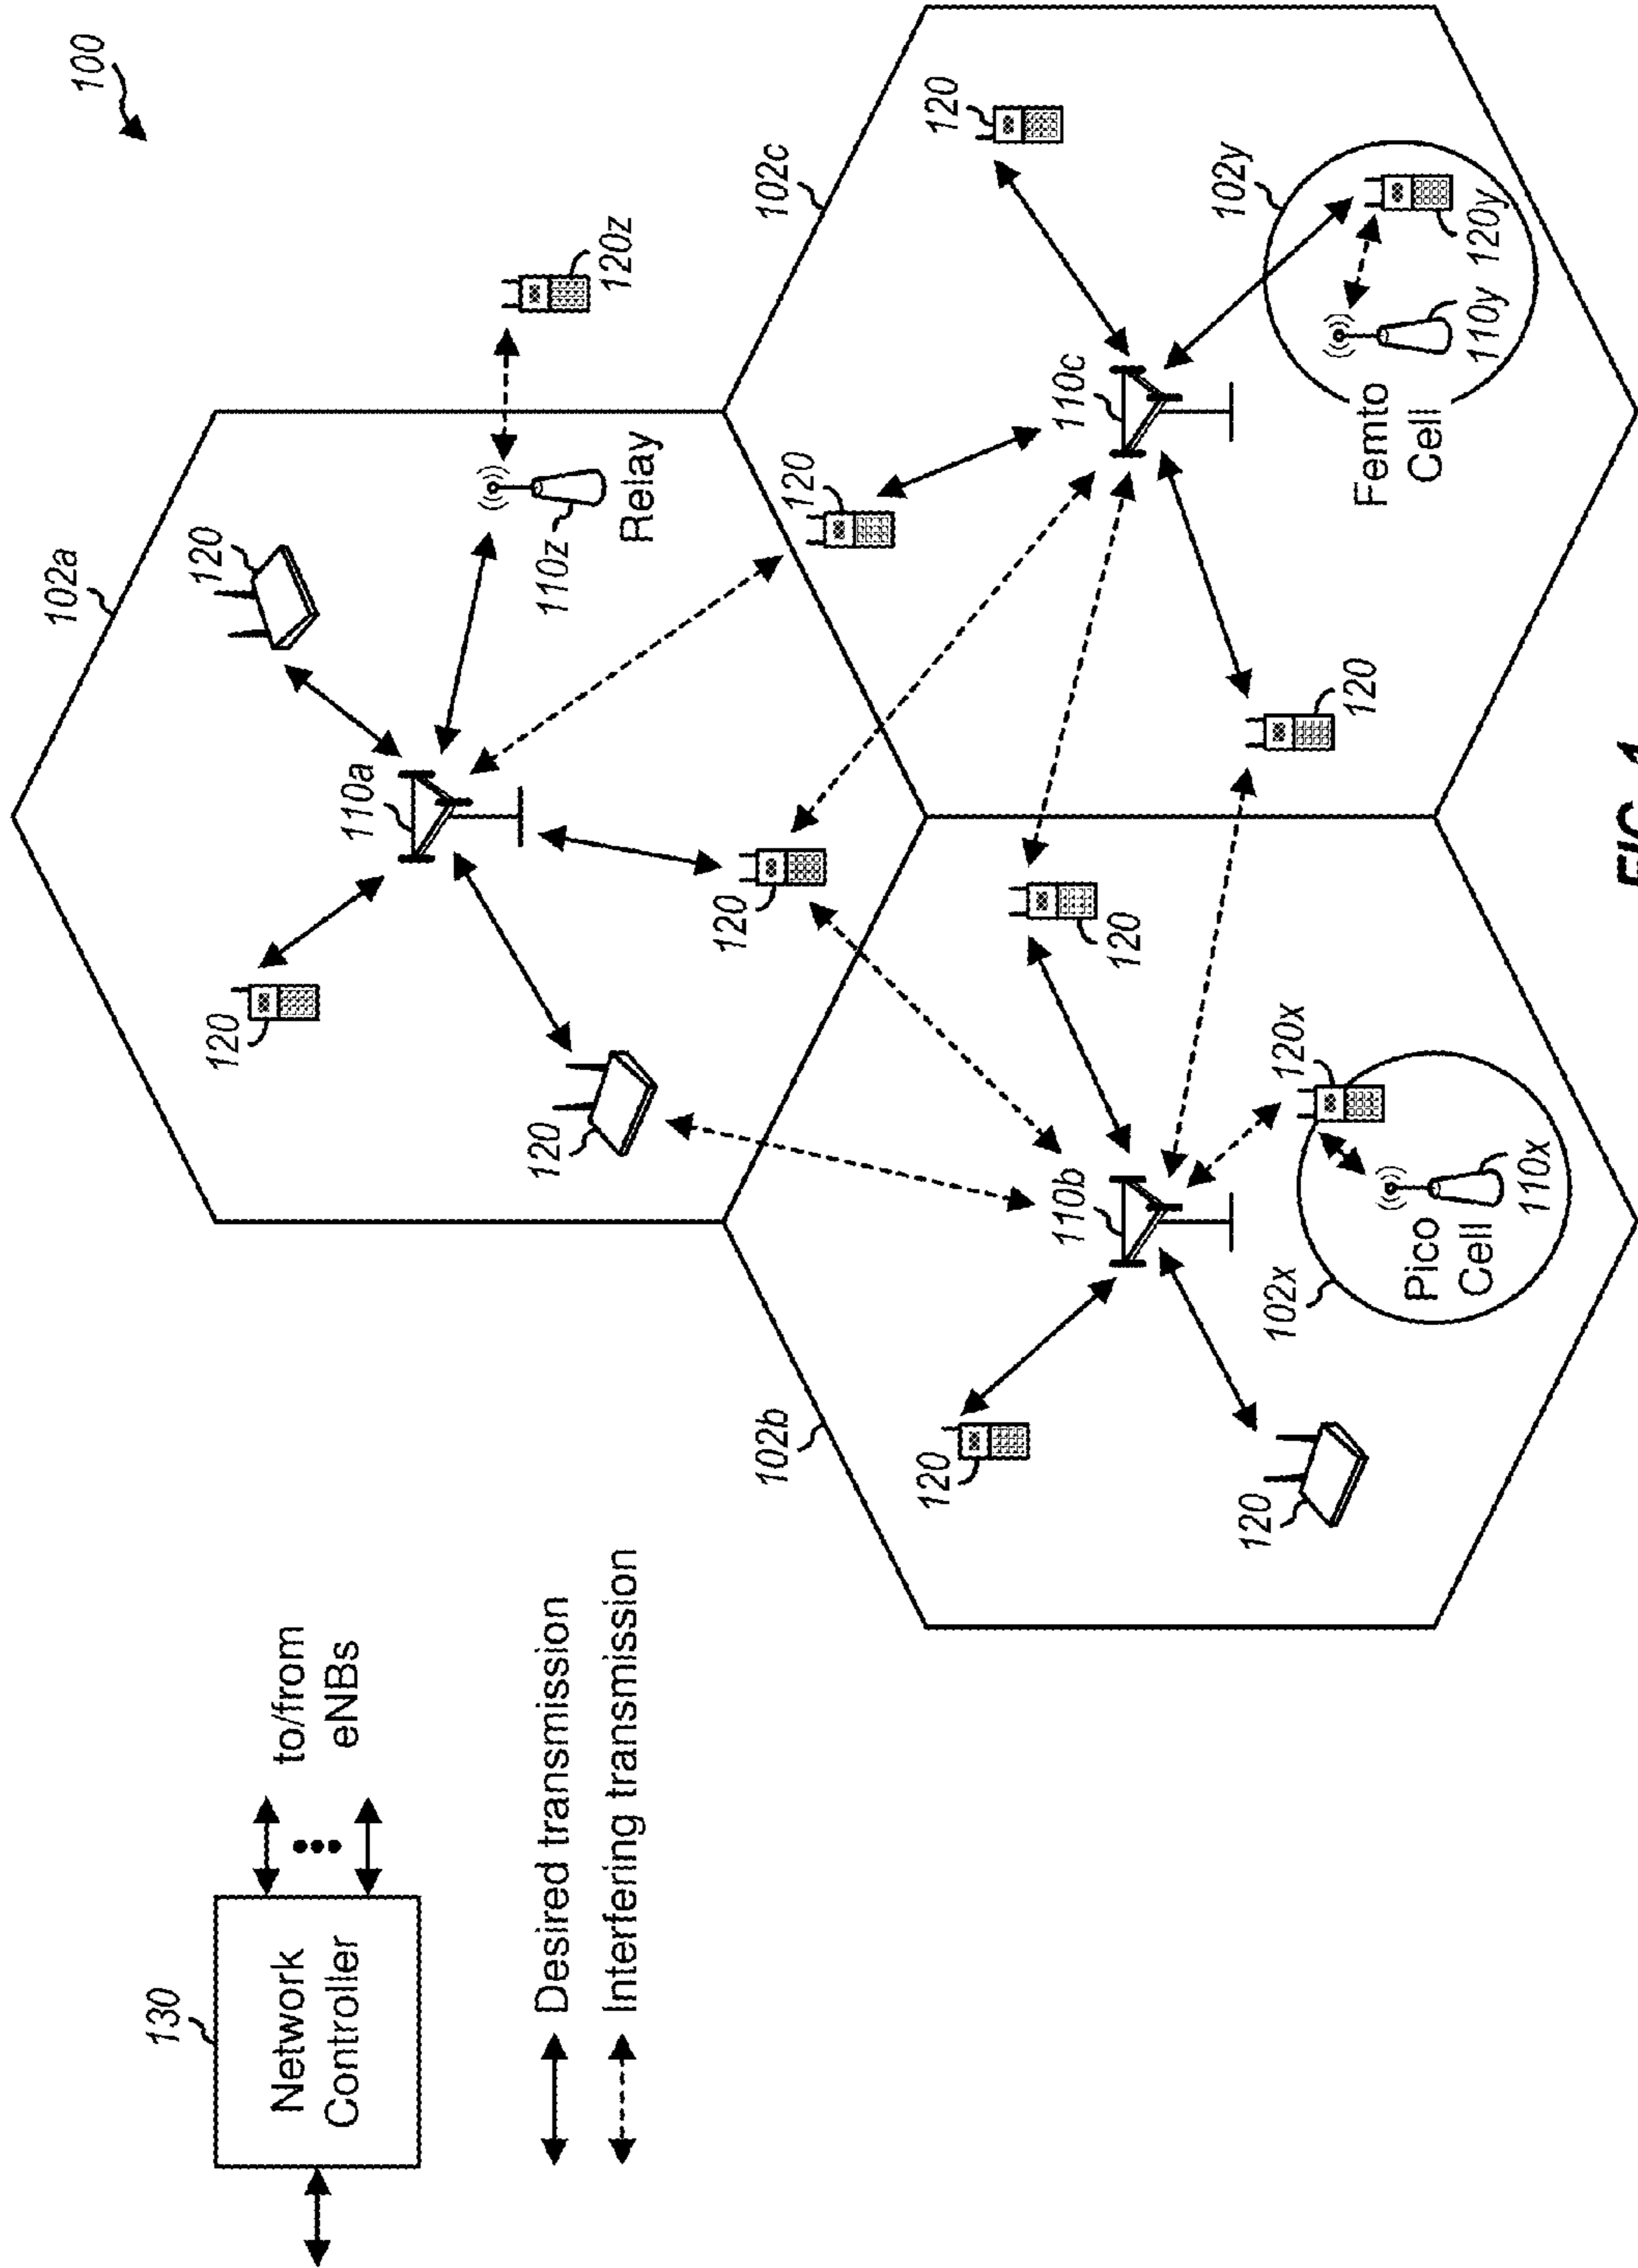 100
130
Network
Controller
to/from
eNBs
Desired transmission
Interfering transmission
102a
120
120
110a
120
110z
Relay
120z
120
120
102b
120
110b
120
120
102x
Pico
Cell
110x
120x
102c
120
120
110c
120
102y
Femto
Cell
110y
120y
FIG. 1